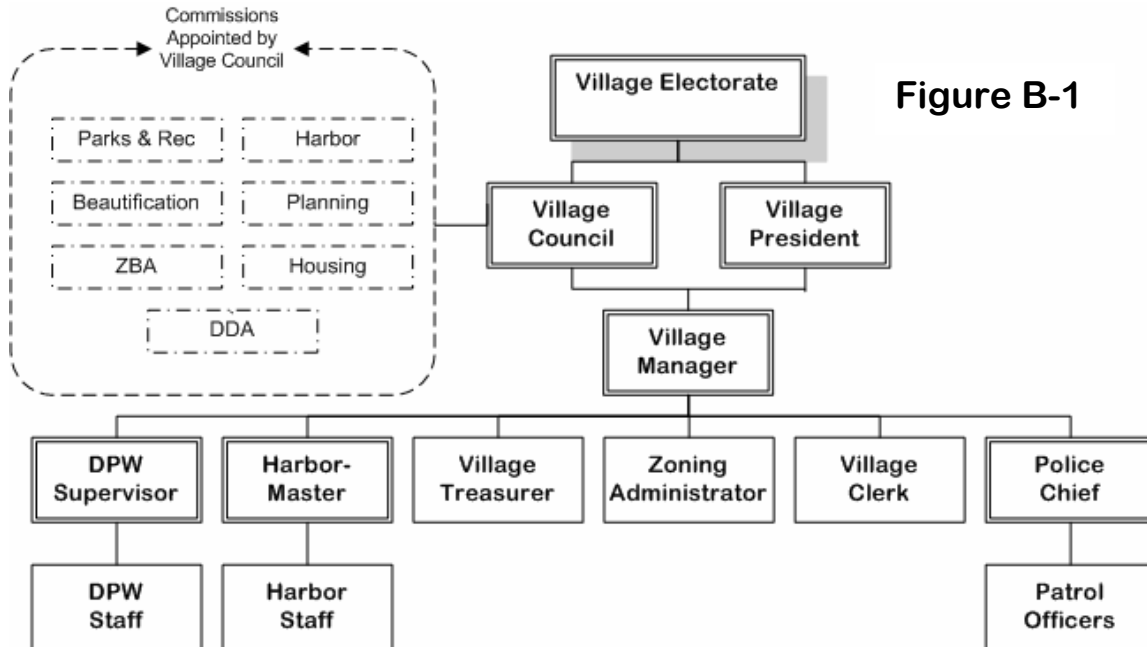 Commissions
Appointed by
Village Council
Parks & Rec
Harbor
Beautification
Planning
ZBA
Housing
DDA
Village Electorate
Figure B-1
Village
Council
Village
President
Village
Manager
DPW
Supervisor
Harbor-
Master
Village
Treasurer
Zoning
Administrator
Village
Clerk
Police
Chief
DPW
Staff
Harbor
Staff
Patrol
Officers